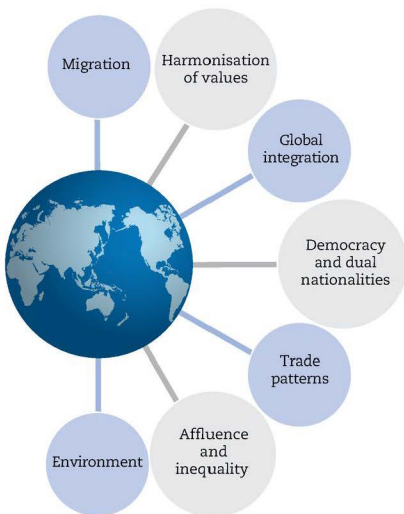 Migration
Harmonisation
of values
Global
integration
Democracy
and dual
nationalities
Trade
patterns
Affluence
and
inequality
Environment